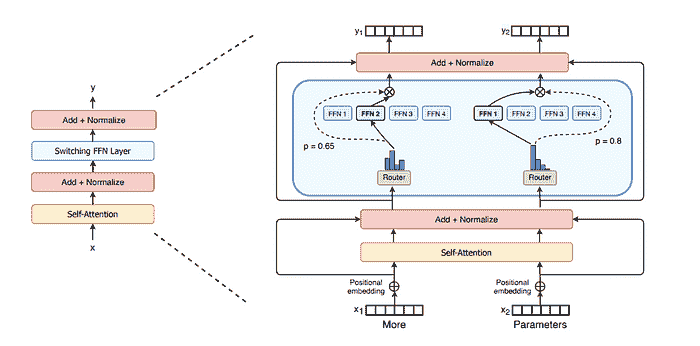 y
Add + Normalize
Switching FFN Layer
Add + Normalize
Self-Attention
x
y1 y2
Add + Normalize
FFN 1 FFN 2 FFN 3 FFN 4 FFN 1 FFN 2 FFN 3 FFN 4
p = 0.65 p = 0.8
Router Router
Add + Normalize
Self-Attention
Positional embedding Positional embedding
x1 x2
More Parameters